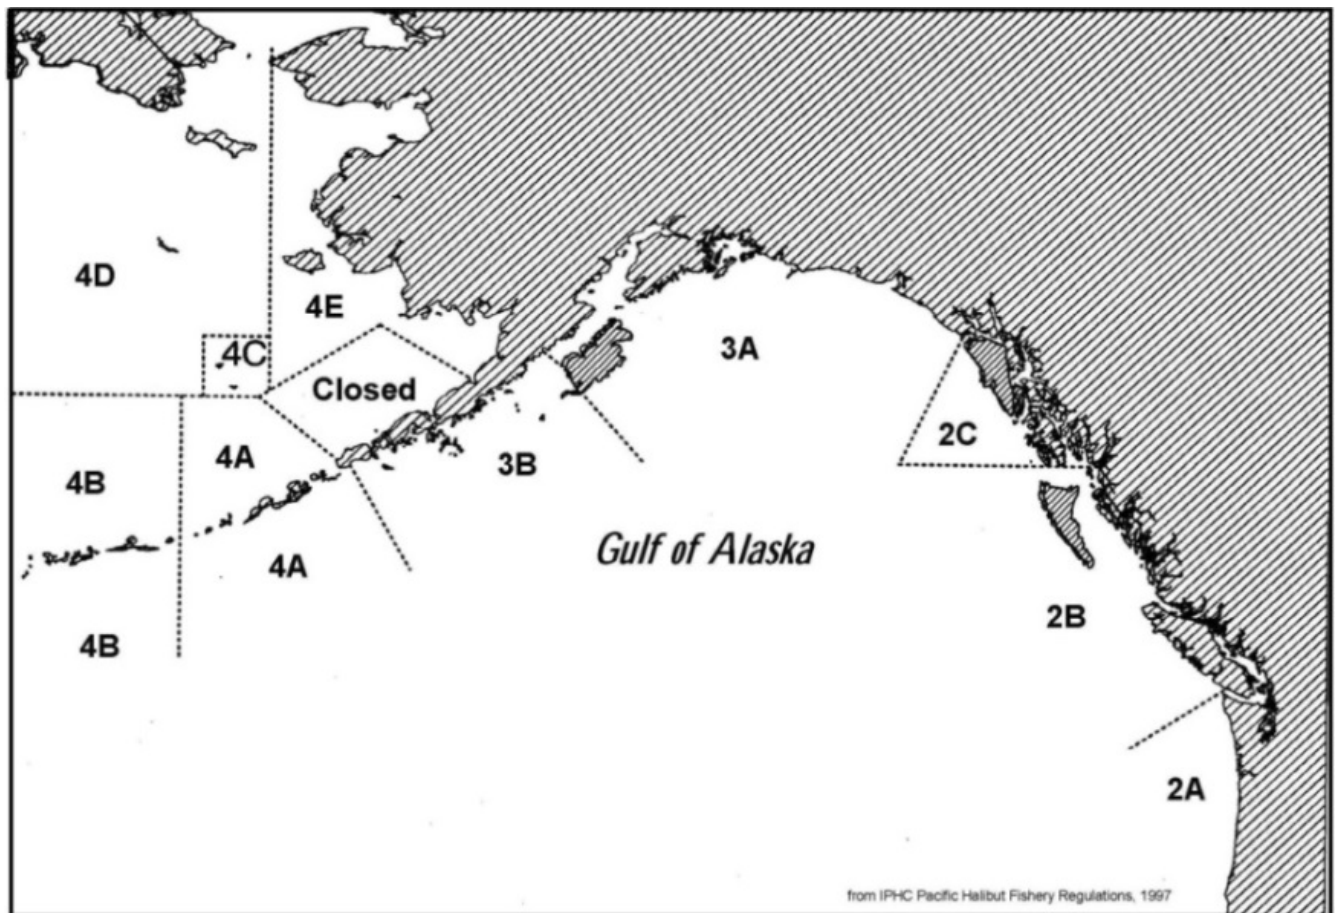 4D
4E
4C
3A
Closed
2C
4A
3B
4B
Gulf of Alaska
4A
2B
4B
2A
from IPHC Pacific Halibut Fishery Regulations, 1997